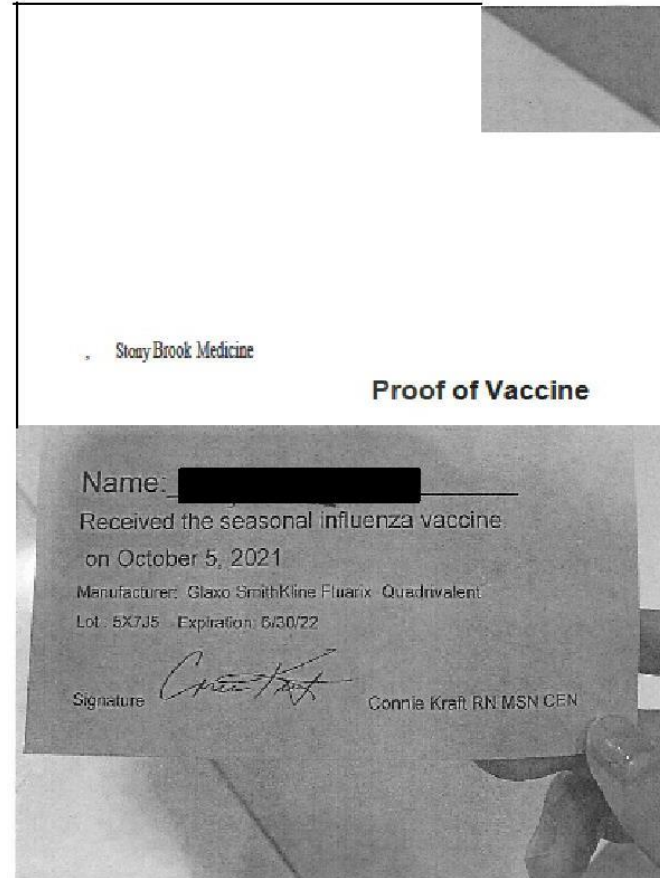 Stony Brook Medicine
Proof of Vaccine
Name:
Received the seasonal influenza vaccine
on October 5, 2021
Manufacturer: Glaxo SmithKline Fluarix Quadrivalent
Lot: 5X7J5 Expiration: 6/30/22
Signature Connie Kraft RN MSN CEN